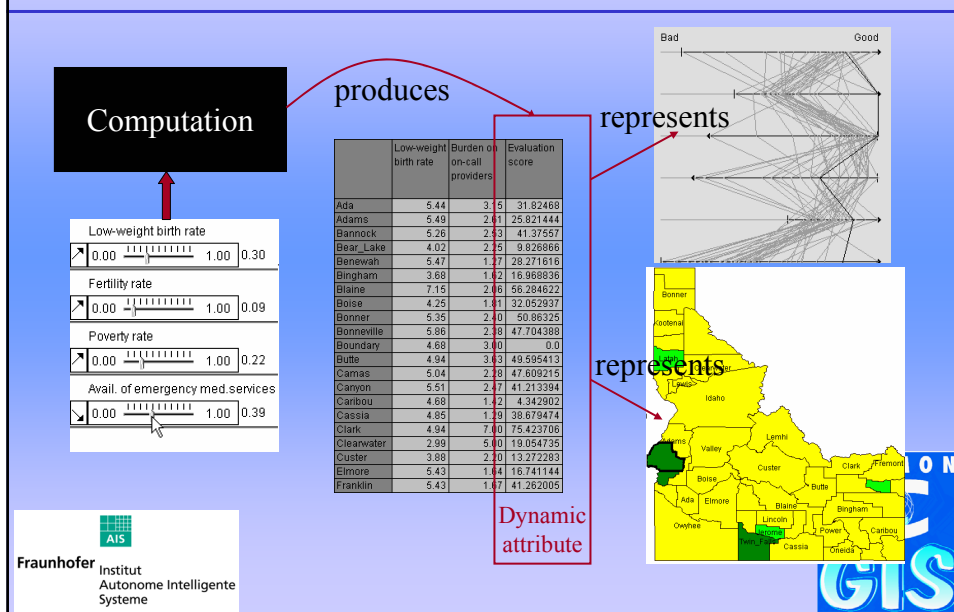 Computation
produces
represents
Bad Good
Low-weight birth rate
0.00 1.00 0.30
Fertility rate
0.00 1.00 0.09
Poverty rate
0.00 1.00 0.22
Avail. of emergency med.services
0.00 1.00 0.39
Low-weight birth rate Burden on on-call providers Evaluation score
Ada 5.44 3.15 31.82468
Adams 5.49 2.61 25.821444
Bannock 5.26 2.53 41.37557
Bear_Lake 4.02 2.25 9.826866
Benewah 5.47 1.27 28.271616
Bingham 3.68 1.62 16.968836
Blaine 7.15 2.06 56.284622
Boise 4.25 1.81 32.052937
Bonner 5.35 2.40 50.86325
Bonneville 5.86 2.38 47.704388
Boundary 4.68 3.00 0.0
Butte 4.94 3.63 49.595413
Camas 5.04 2.28 47.609215
Canyon 5.51 2.47 41.213394
Caribou 4.68 1.42 4.342902
Cassia 4.85 1.29 38.679474
Clark 4.94 7.00 75.423706
Clearwater 2.99 5.00 19.054735
Custer 3.88 2.20 13.272283
Elmore 5.43 1.64 16.741144
Franklin 5.43 1.67 41.262005
Dynamic
attribute
represents
Bonner
Kootenai
Latah
Clearwater
Lewis
Idaho
Adams
Valley
Lemhi
Custer
Clark Fremont
Boise
Butte
Ada Elmore
Blaine
Bingham
Owyhee
Lincoln
Jerome
Power
Caribou
Twin_Falls
Cassia
Oneida
AIS
Fraunhofer Institut
Autonome Intelligente
Systeme
ION
C
GIS